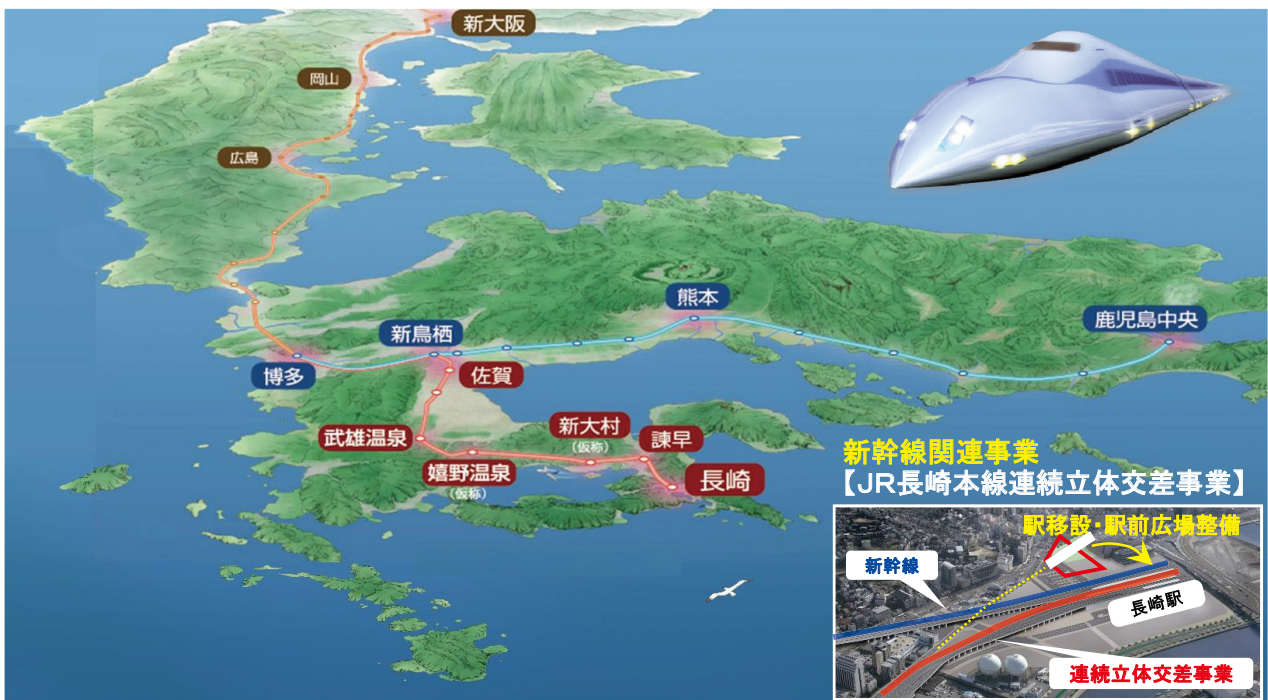 新大阪
岡山
広島
熊本
鹿児島中央
新鳥栖
博多
佐賀
武雄温泉
新大村
(仮称)
諫早
嬉野温泉
(仮称)
長崎
新幹線関連事業
【JR長崎本線連続立体交差事業】
駅移設・駅前広場整備
新幹線
長崎駅
連続立体交差事業